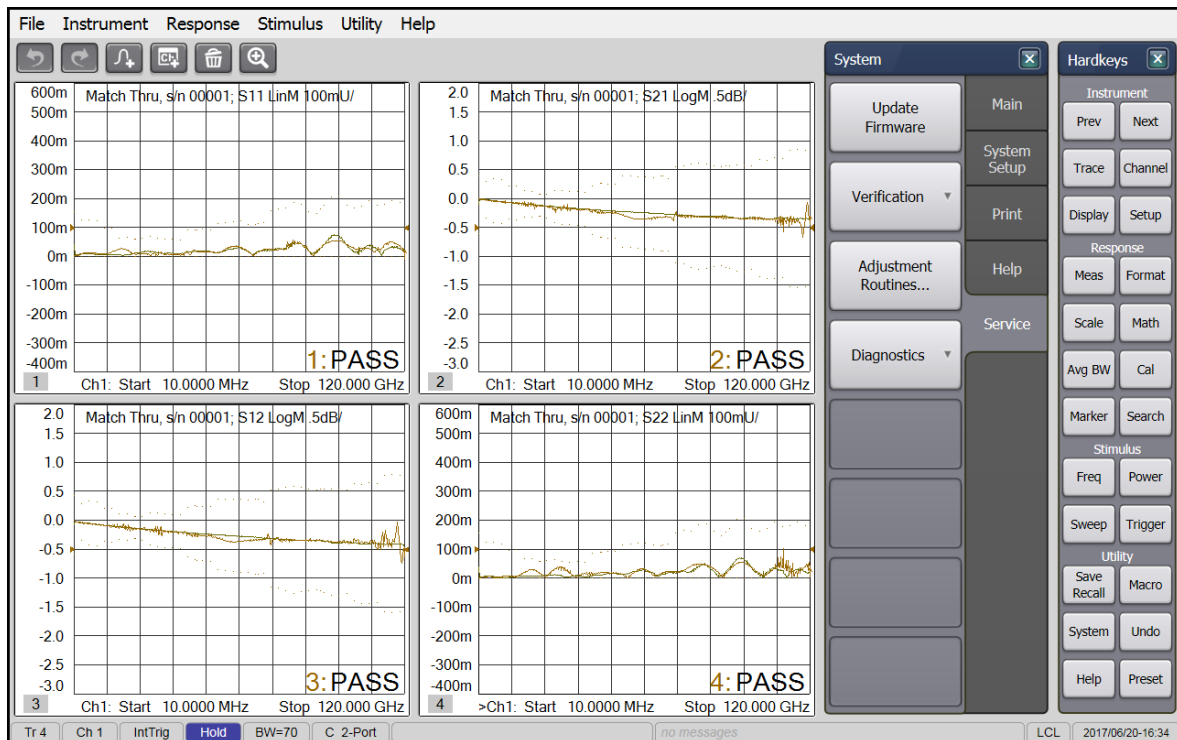 File Instrument Response Stimulus Utility Help
600m
500m
400m
300m
200m
100m
0m
-100m
-200m
-300m
-400m
Match Thru, s/n 00001; S11 LinM 100mU/
1: PASS
1
Ch1: Start 10.0000 MHz Stop 120.000 GHz
2.0
1.5
1.0
0.5
0.0
-0.5
-1.0
-1.5
-2.0
-2.5
-3.0
Match Thru, s/n 00001; S21 LogM .5dB/
2: PASS
2
Ch1: Start 10.0000 MHz Stop 120.000 GHz
2.0
1.5
1.0
0.5
0.0
-0.5
-1.0
-1.5
-2.0
-2.5
-3.0
Match Thru, s/n 00001; S12 LogM .5dB/
3: PASS
3
Ch1: Start 10.0000 MHz Stop 120.000 GHz
600m
500m
400m
300m
200m
100m
0m
-100m
-200m
-300m
-400m
Match Thru, s/n 00001; S22 LinM 100mU/
4: PASS
4
>Ch1: Start 10.0000 MHz Stop 120.000 GHz
System
Update
Firmware
Verification
Adjustment
Routines...
Diagnostics
Main
System
Setup
Print
Help
Service
Hardkeys
Instrument
Prev Next
Trace Channel
Display Setup
Response
Meas Format
Scale Math
Avg BW Cal
Marker Search
Stimulus
Freq Power
Sweep Trigger
Utility
Save
Recall
Macro
System Undo
Help Preset
Tr 4 Ch 1 IntTrig Hold BW=70 C 2-Port no messages LCL 2017/06/20-16:34